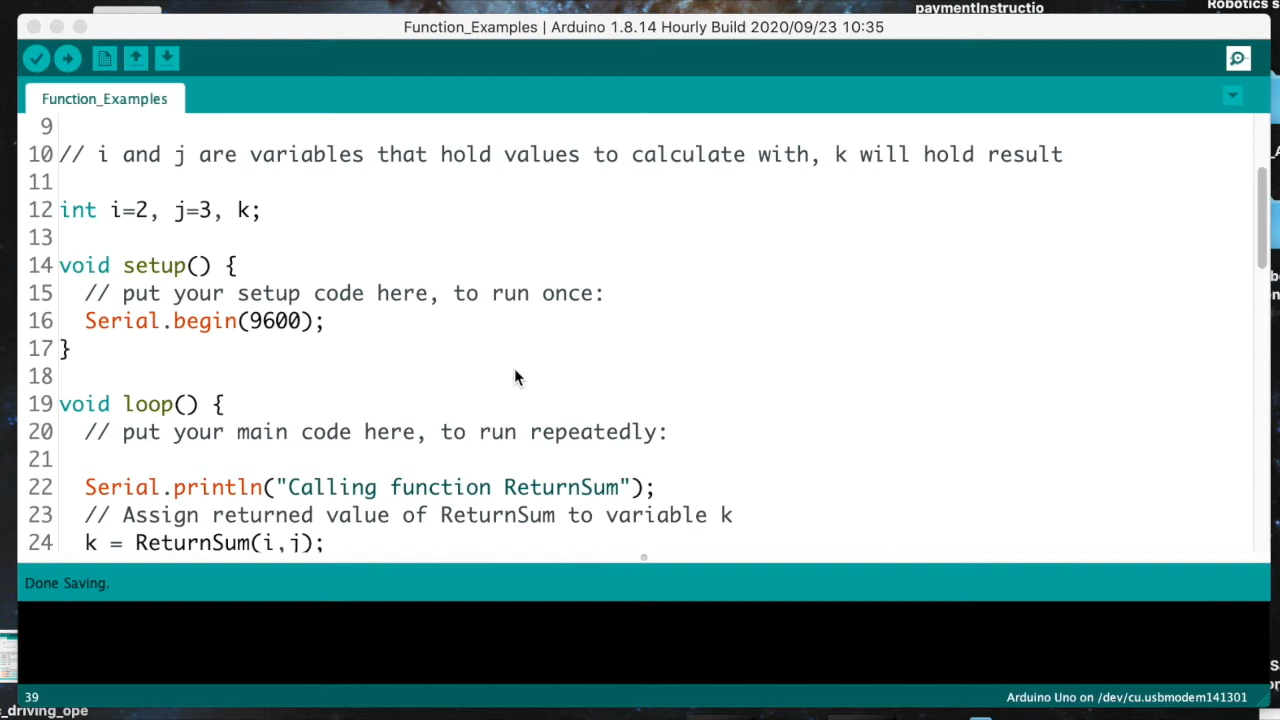 paymentInstructio
Robotics s
Function_Examples | Arduino 1.8.14 Hourly Build 2020/09/23 10:35
Function_Examples
9
10 // i and j are variables that hold values to calculate with, k will hold result
11
12 int i=2, j=3, k;
13
14 void setup() {
15 // put your setup code here, to run once:
16 Serial.begin(9600);
17 }
18
19 void loop() {
20 // put your main code here, to run repeatedly:
21
22 Serial.println("Calling function ReturnSum");
23 // Assign returned value of ReturnSum to variable k
24 k = ReturnSum(i,j);
Done Saving.
39
Arduino Uno on /dev/cu.usbmodem141301
c_driving_ope